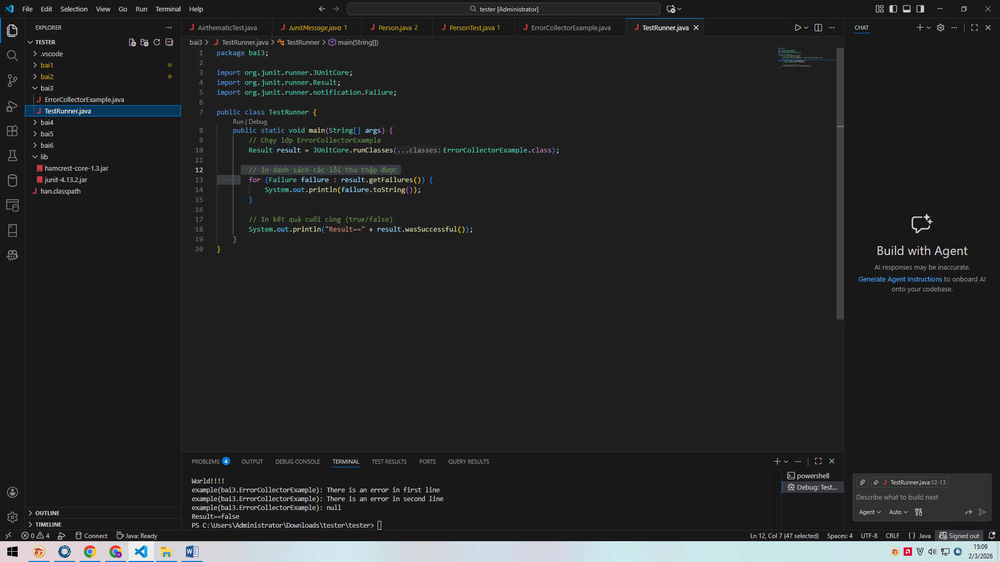 File Edit Selection View Go Run Terminal Help
tester [Administrator]
EXPLORER
TESTER
.vscode
bai1
bai2
bai3
ErrorCollectorExample.java
TestRunner.java
bai4
bai5
bai6
lib
hamcrest-core-1.3.jar
junit-4.13.2.jar
han.classpath
OUTLINE
TIMELINE
AirthematicTest.java JunitMessage.java 1 Person.java 2 PersonTest.java 1 ErrorCollectorExample.java TestRunner.java
bai3 > TestRunner.java > TestRunner > main(String[])
1 package bai3;
2
3 import org.junit.runner.JUnitCore;
4 import org.junit.runner.Result;
5 import org.junit.runner.notification.Failure;
6
7 public class TestRunner {
Run | Debug
8 public static void main(String[] args) {
9 // Chạy lớp ErrorCollectorExample
10 Result result = JUnitCore.runClasses(...classes: ErrorCollectorExample.class);
11
12 // In danh sách các lỗi thu thập được
13 for (Failure failure : result.getFailures()) {
14 System.out.println(failure.toString());
15 }
16
17 // In kết quả cuối cùng (true/false)
18 System.out.println("Result==" + result.wasSuccessful());
19 }
20 }
PROBLEMS 4 OUTPUT DEBUG CONSOLE TERMINAL TEST RESULTS PORTS QUERY RESULTS
World!!!!
example(bai3.ErrorCollectorExample): There is an error in first line
example(bai3.ErrorCollectorExample): There is an error in second line
example(bai3.ErrorCollectorExample): null
Result==false
PS C:\Users\Administrator\Downloads\tester\tester>
powershell
Debug: Test...
CHAT
Build with Agent
AI responses may be inaccurate.
Generate Agent Instructions to onboard AI
onto your codebase.
TestRunner.java:12-13
Describe what to build next
Agent Auto
0 4 Connect Java: Ready
Ln 12, Col 7 (47 selected) Spaces: 4 UTF-8 CRLF { } Java Signed out
15:09
2/3/2026